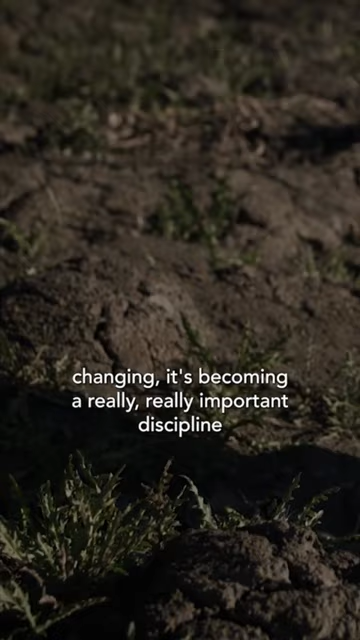 changing, it's becoming
a really, really important
discipline